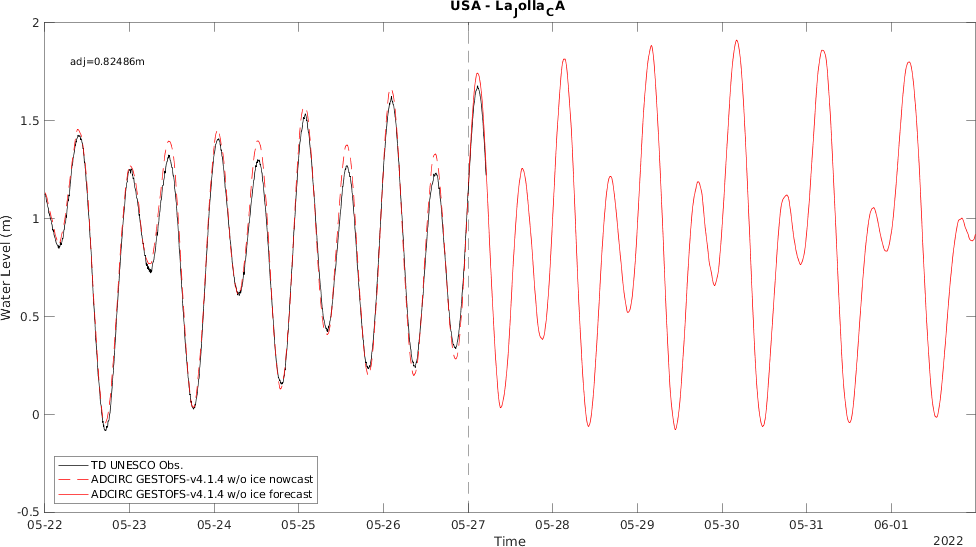 USA - LaJollaCA
adj=0.82486m
2
1.5
1
0.5
0
-0.5
Water Level (m)
TD UNESCO Obs.
ADCIRC GESTOFS-v4.1.4 w/o ice nowcast
ADCIRC GESTOFS-v4.1.4 w/o ice forecast
05-22 05-23 05-24 05-25 05-26 05-27 05-28 05-29 05-30 05-31 06-01
Time
2022